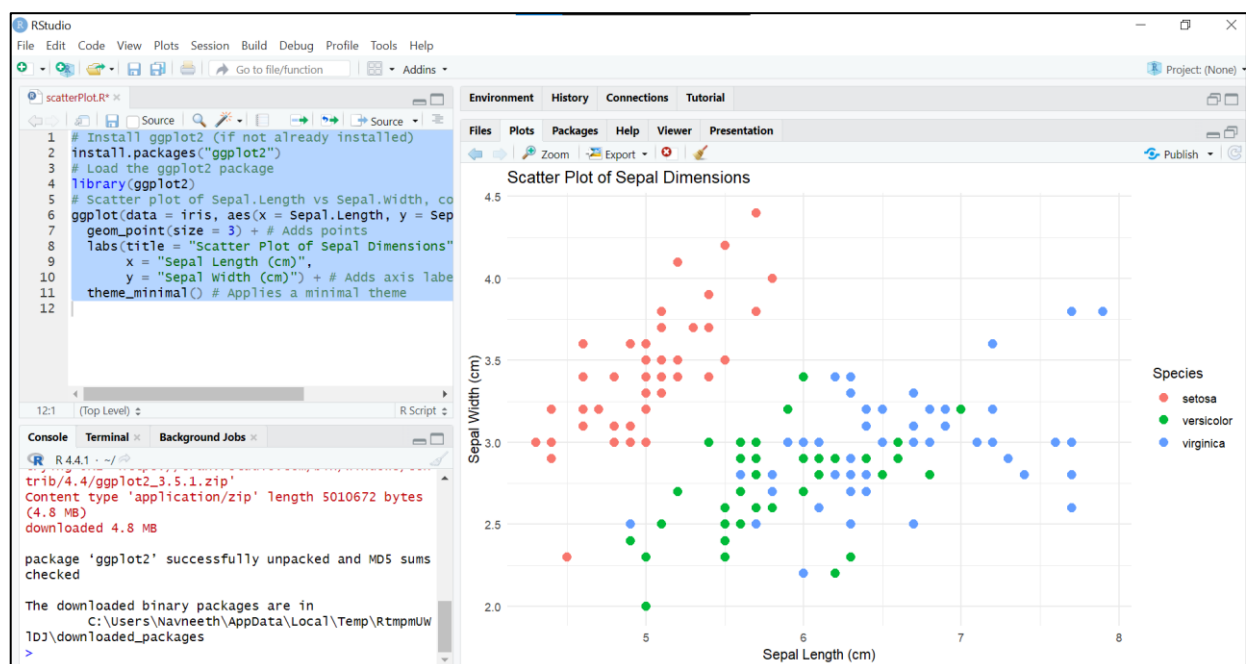 RStudio
File Edit Code View Plots Session Build Debug Profile Tools Help
Go to file/function
Addins
Project: (None)
scatterPlot.R*
Source
Source
1 # Install ggplot2 (if not already installed)
2 install.packages("ggplot2")
3 # Load the ggplot2 package
4 library(ggplot2)
5 # Scatter plot of Sepal.Length vs Sepal.Width, co
6 ggplot(data = iris, aes(x = Sepal.Length, y = Sep
7 geom_point(size = 3) + # Adds points
8 labs(title = "Scatter Plot of Sepal Dimensions"
9 x = "Sepal Length (cm)",
10 y = "Sepal Width (cm)") + # Adds axis labe
11 theme_minimal() # Applies a minimal theme
12
12:1 (Top Level) R Script
Console Terminal Background Jobs
R 4.4.1 · ~/
trib/4.4/ggplot2_3.5.1.zip'
Content type 'application/zip' length 5010672 bytes
(4.8 MB)
downloaded 4.8 MB
package ‘ggplot2’ successfully unpacked and MD5 sums
checked
The downloaded binary packages are in
C:\Users\Navneeth\AppData\Local\Temp\RtmpmUW
lDJ\downloaded_packages
>
Environment History Connections Tutorial
Files Plots Packages Help Viewer Presentation
Zoom Export Publish
Scatter Plot of Sepal Dimensions
4.5
4.0
3.5
3.0
2.5
2.0
Sepal Width (cm)
5 6 7 8
Sepal Length (cm)
Species
setosa
versicolor
virginica